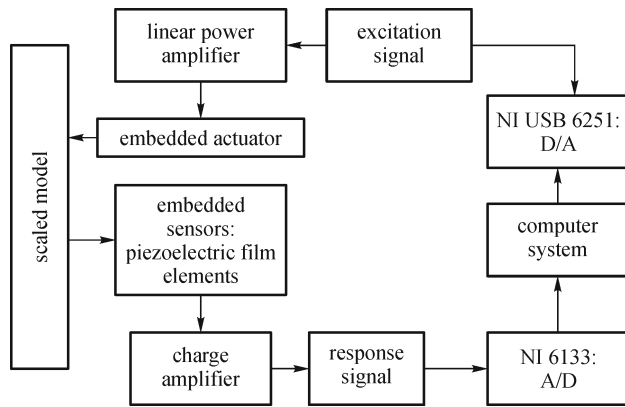 linear power
amplifier
excitation
signal
embedded actuator
NI USB 6251:
D/A
scaled model
embedded
sensors:
piezoelectric film
elements
computer
system
charge
amplifier
response
signal
NI 6133:
A/D